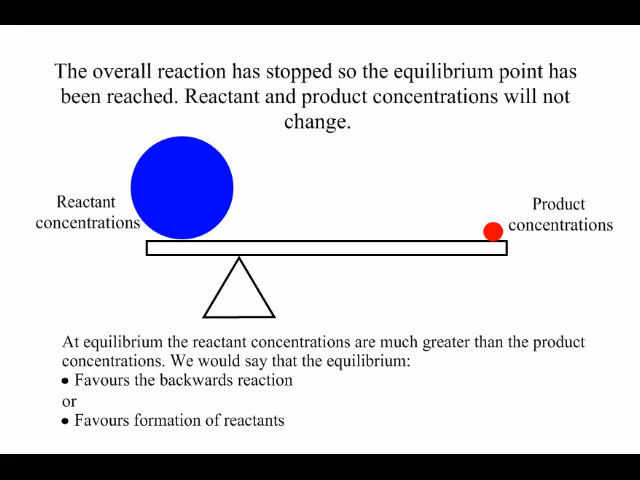 The overall reaction has stopped so the equilibrium point has
been reached. Reactant and product concentrations will not
change.
Reactant
concentrations
Product
concentrations
At equilibrium the reactant concentrations are much greater than the product
concentrations. We would say that the equilibrium:
● Favours the backwards reaction
or
● Favours formation of reactants